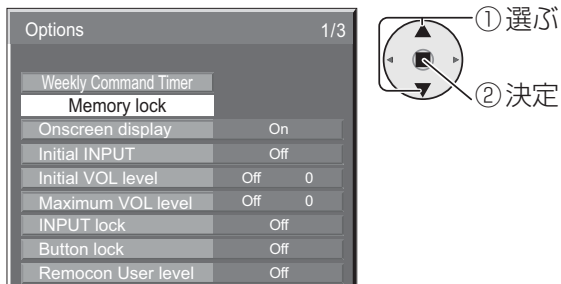 Options 1/3
Weekly Command Timer
Memory lock
Onscreen display On
Initial INPUT Off
Initial VOL level Off 0
Maximum VOL level Off 0
INPUT lock Off
Button lock Off
Remocon User level Off
①選ぶ
②決定